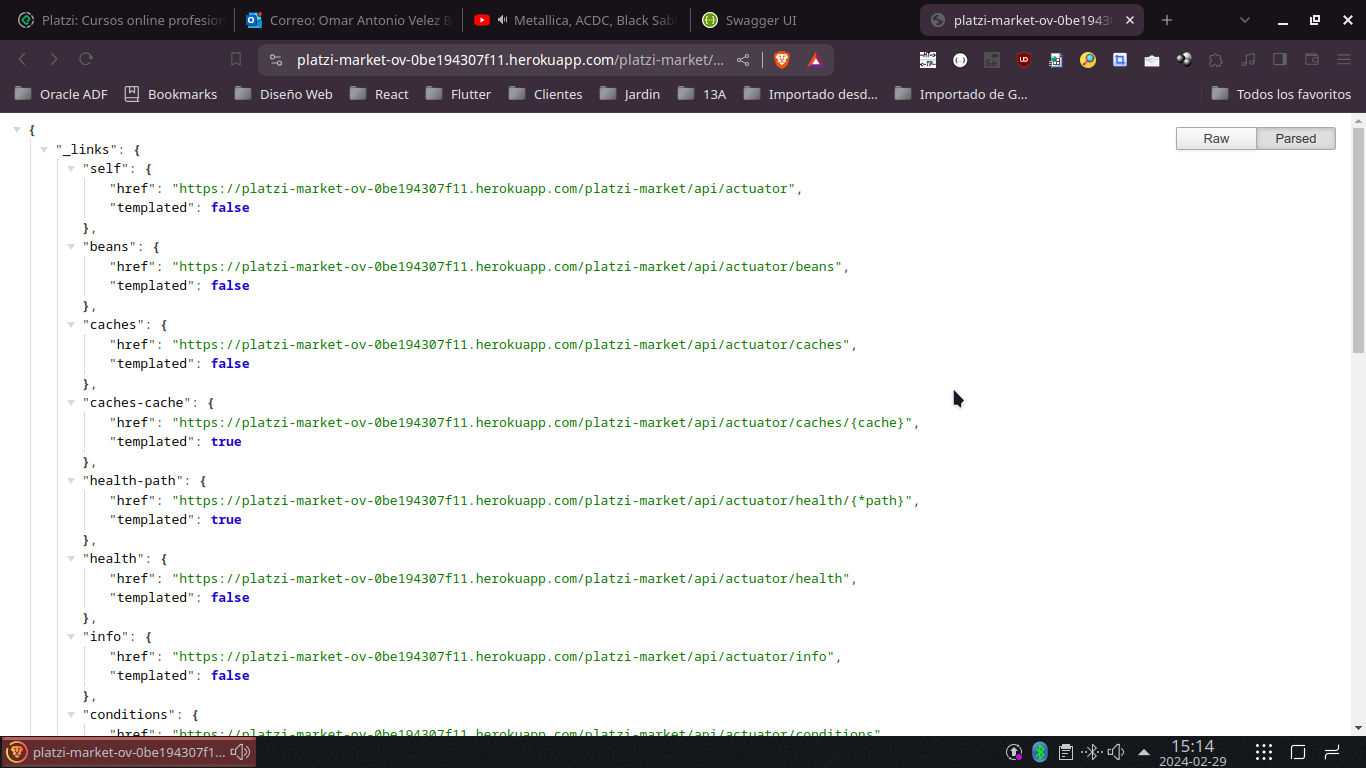 Platzi: Cursos online profesion
Correo: Omar Antonio Velez B
Metallica, ACDC, Black Sab
Swagger UI
platzi-market-ov-0be19430
platzi-market-ov-0be194307f11.herokuapp.com/platzi-market/...
Oracle ADF
Bookmarks
Diseño Web
React
Flutter
Clientes
Jardin
13A
Importado desd...
Importado de G...
Todos los favoritos
Raw
Parsed
{
"_links": {
"self": {
"href": "https://platzi-market-ov-0be194307f11.herokuapp.com/platzi-market/api/actuator",
"templated": false
},
"beans": {
"href": "https://platzi-market-ov-0be194307f11.herokuapp.com/platzi-market/api/actuator/beans",
"templated": false
},
"caches": {
"href": "https://platzi-market-ov-0be194307f11.herokuapp.com/platzi-market/api/actuator/caches",
"templated": false
},
"caches-cache": {
"href": "https://platzi-market-ov-0be194307f11.herokuapp.com/platzi-market/api/actuator/caches/{cache}",
"templated": true
},
"health-path": {
"href": "https://platzi-market-ov-0be194307f11.herokuapp.com/platzi-market/api/actuator/health/{*path}",
"templated": true
},
"health": {
"href": "https://platzi-market-ov-0be194307f11.herokuapp.com/platzi-market/api/actuator/health",
"templated": false
},
"info": {
"href": "https://platzi-market-ov-0be194307f11.herokuapp.com/platzi-market/api/actuator/info",
"templated": false
},
"conditions": {
"href": "https://platzi-market-ov-0be194307f11.herokuapp.com/platzi-market/api/actuator/conditions"
platzi-market-ov-0be194307f1...
15:14
2024-02-29